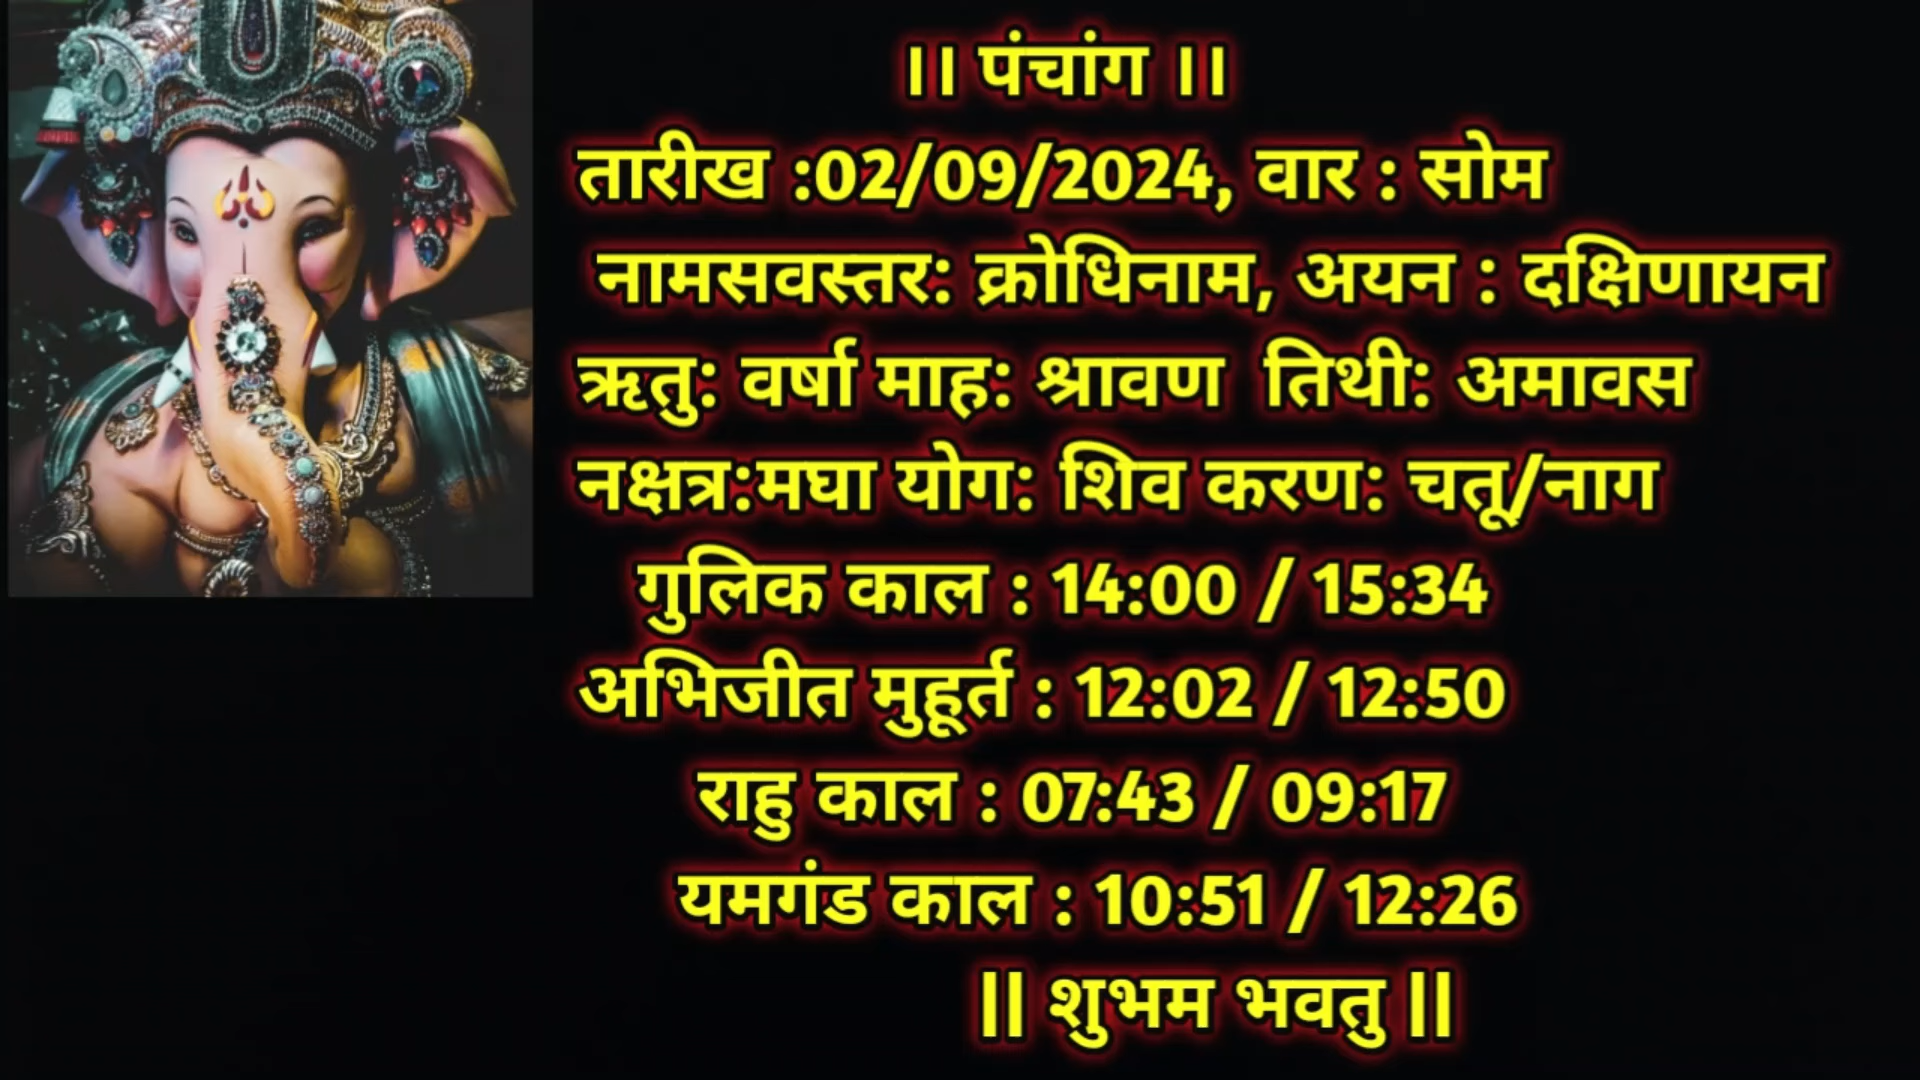 ।। पंचांग ।।
तारीख :02/09/2024, वार : सोम
नामसवस्तर: क्रोधिनाम, अयन : दक्षिणायन
ऋतु: वर्षा माह: श्रावण तिथी: अमावस
नक्षत्र:मघा योग: शिव करण: चतू/नाग
गुलिक काल : 14:00 / 15:34
अभिजीत मुहूर्त : 12:02 / 12:50
राहु काल : 07:43 / 09:17
यमगंड काल : 10:51 / 12:26
|| शुभम भवतु ||